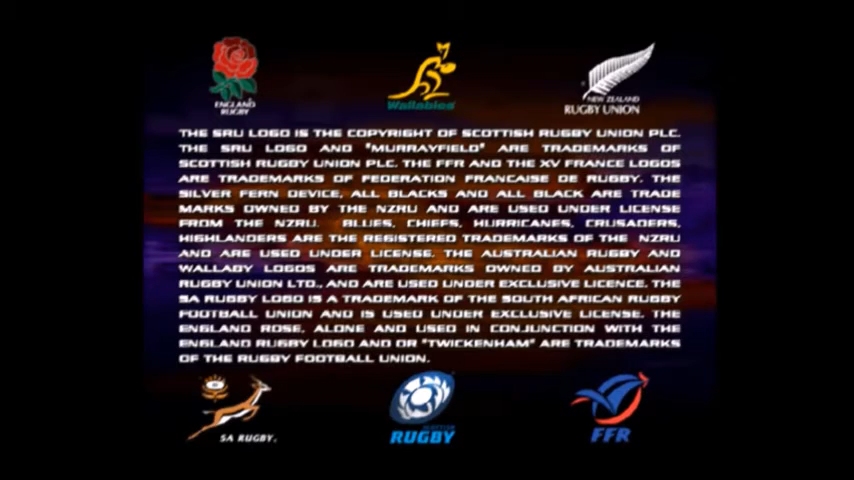 ENGLAND
RUGBY
Wallabies
NEW ZEALAND
RUGBY UNION
THE SRU LOGO IS THE COPYRIGHT OF SCOTTISH RUGBY UNION PLC.
THE SRU LOGO AND "MURRAYFIELD" ARE TRADEMARKS OF
SCOTTISH RUGBY UNION PLC. THE FFR AND THE XV FRANCE LOGOS
ARE TRADEMARKS OF FEDERATION FRANCAISE DE RUGBY. THE
SILVER FERN DEVICE, ALL BLACKS AND ALL BLACK ARE TRADE
MARKS OWNED BY THE NZRU AND ARE USED UNDER LICENSE
FROM THE NZRU. BLUES, CHIEFS, HURRICANES, CRUSADERS,
HIGHLANDERS ARE THE REGISTERED TRADEMARKS OF THE NZRU
AND ARE USED UNDER LICENSE. THE AUSTRALIAN RUGBY AND
WALLABY LOGOS ARE TRADEMARKS OWNED BY AUSTRALIAN
RUGBY UNION LTD., AND ARE USED UNDER EXCLUSIVE LICENCE. THE
SA RUGBY LOGO IS A TRADEMARK OF THE SOUTH AFRICAN RUGBY
FOOTBALL UNION AND IS USED UNDER EXCLUSIVE LICENSE. THE
ENGLAND ROSE, ALONE AND USED IN CONJUNCTION WITH THE
ENGLAND RUGBY LOGO AND OR "TWICKENHAM" ARE TRADEMARKS
OF THE RUGBY FOOTBALL UNION.
SA RUGBY.
SCOTTISH
RUGBY
FFR